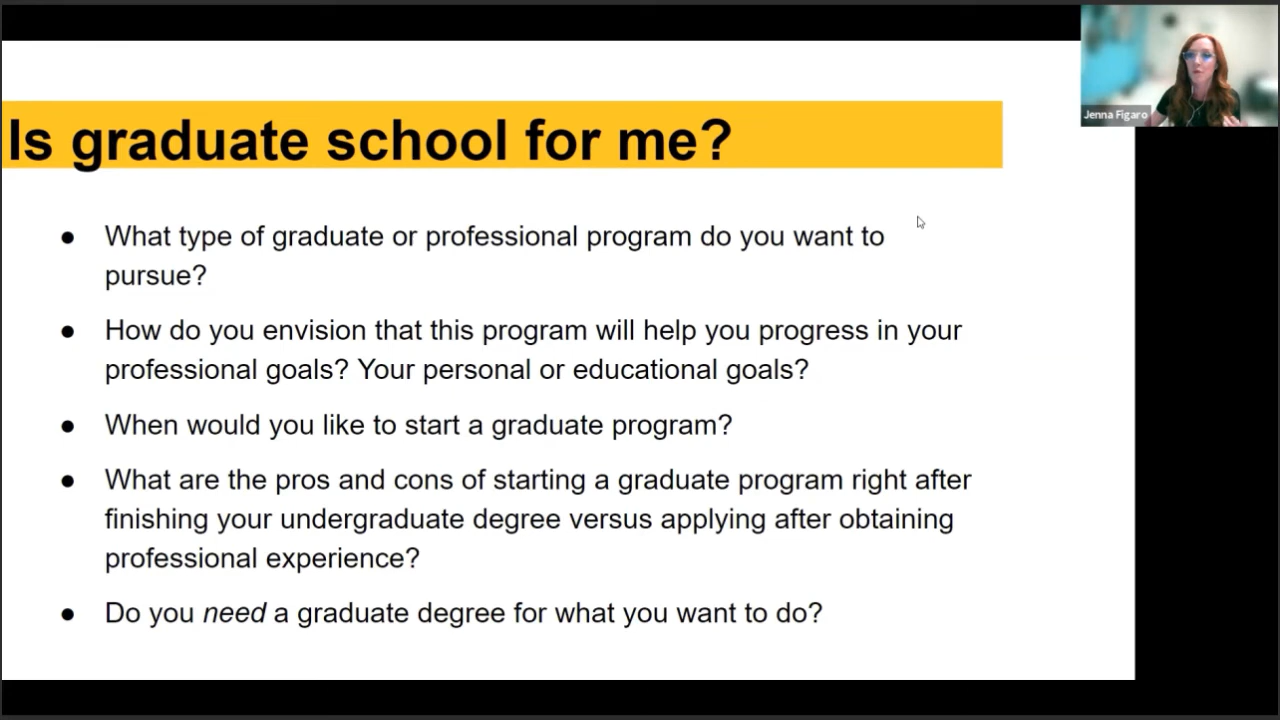 Is graduate school for me?
Jenna Figaro
● What type of graduate or professional program do you want to
pursue?
● How do you envision that this program will help you progress in your
professional goals? Your personal or educational goals?
● When would you like to start a graduate program?
● What are the pros and cons of starting a graduate program right after
finishing your undergraduate degree versus applying after obtaining
professional experience?
● Do you need a graduate degree for what you want to do?